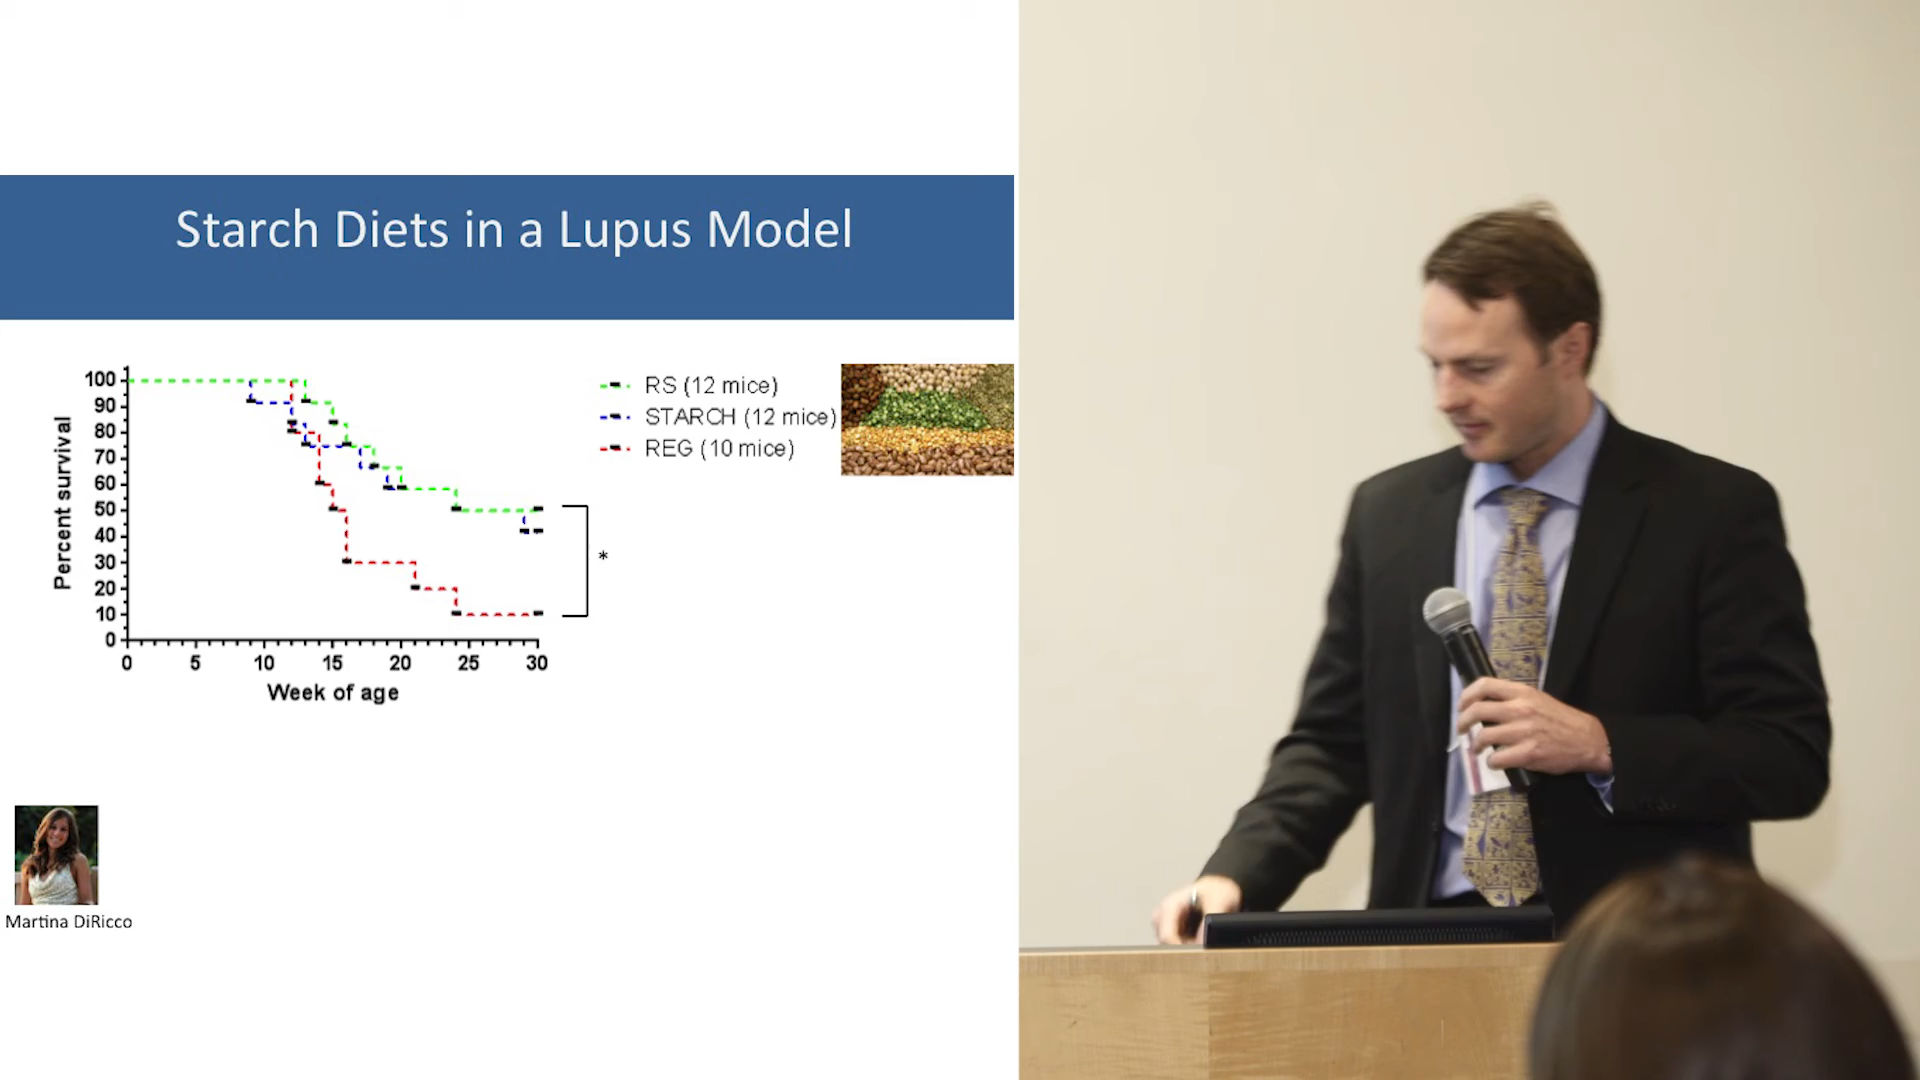 Starch Diets in a Lupus Model
100
90
80
70
60
50
40
30
20
10
0
Percent survival
0 5 10 15 20 25 30
Week of age
RS (12 mice)
STARCH (12 mice)
REG (10 mice)
*
Martina DiRicco